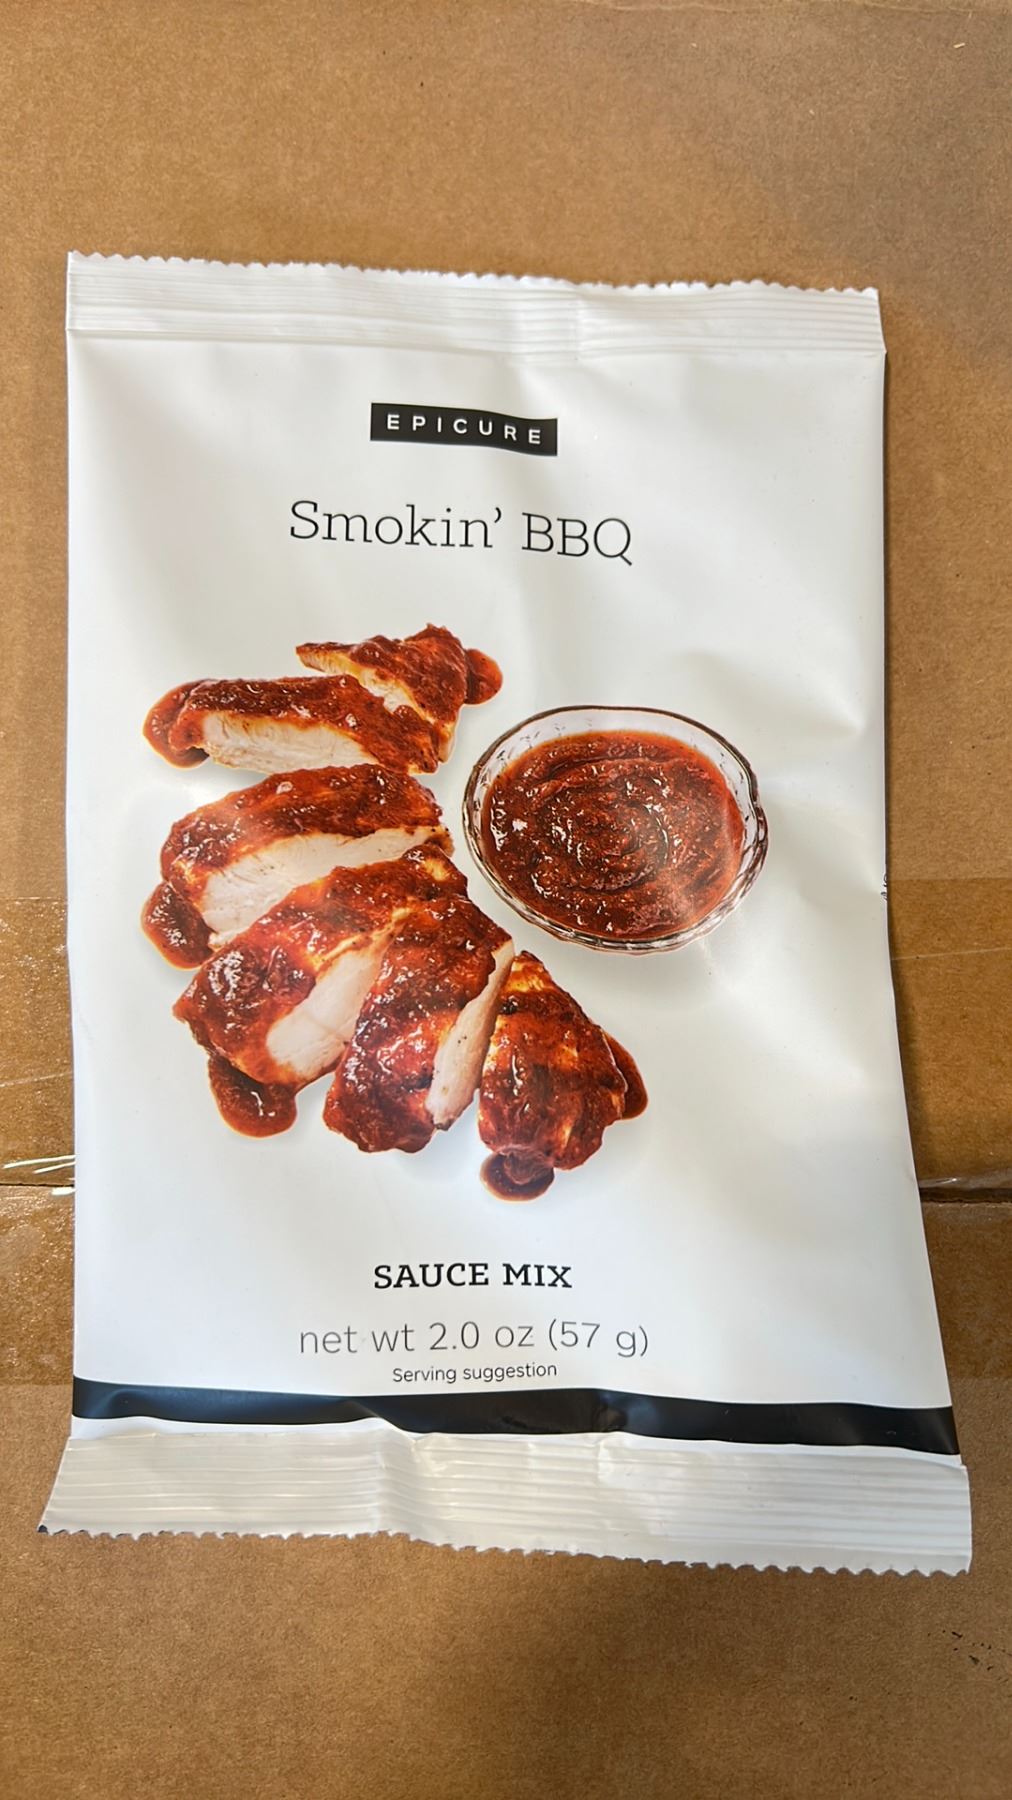 EPICURE
Smokin’ BBQ
SAUCE MIX
net wt 2.0 oz (57 g)
Serving suggestion